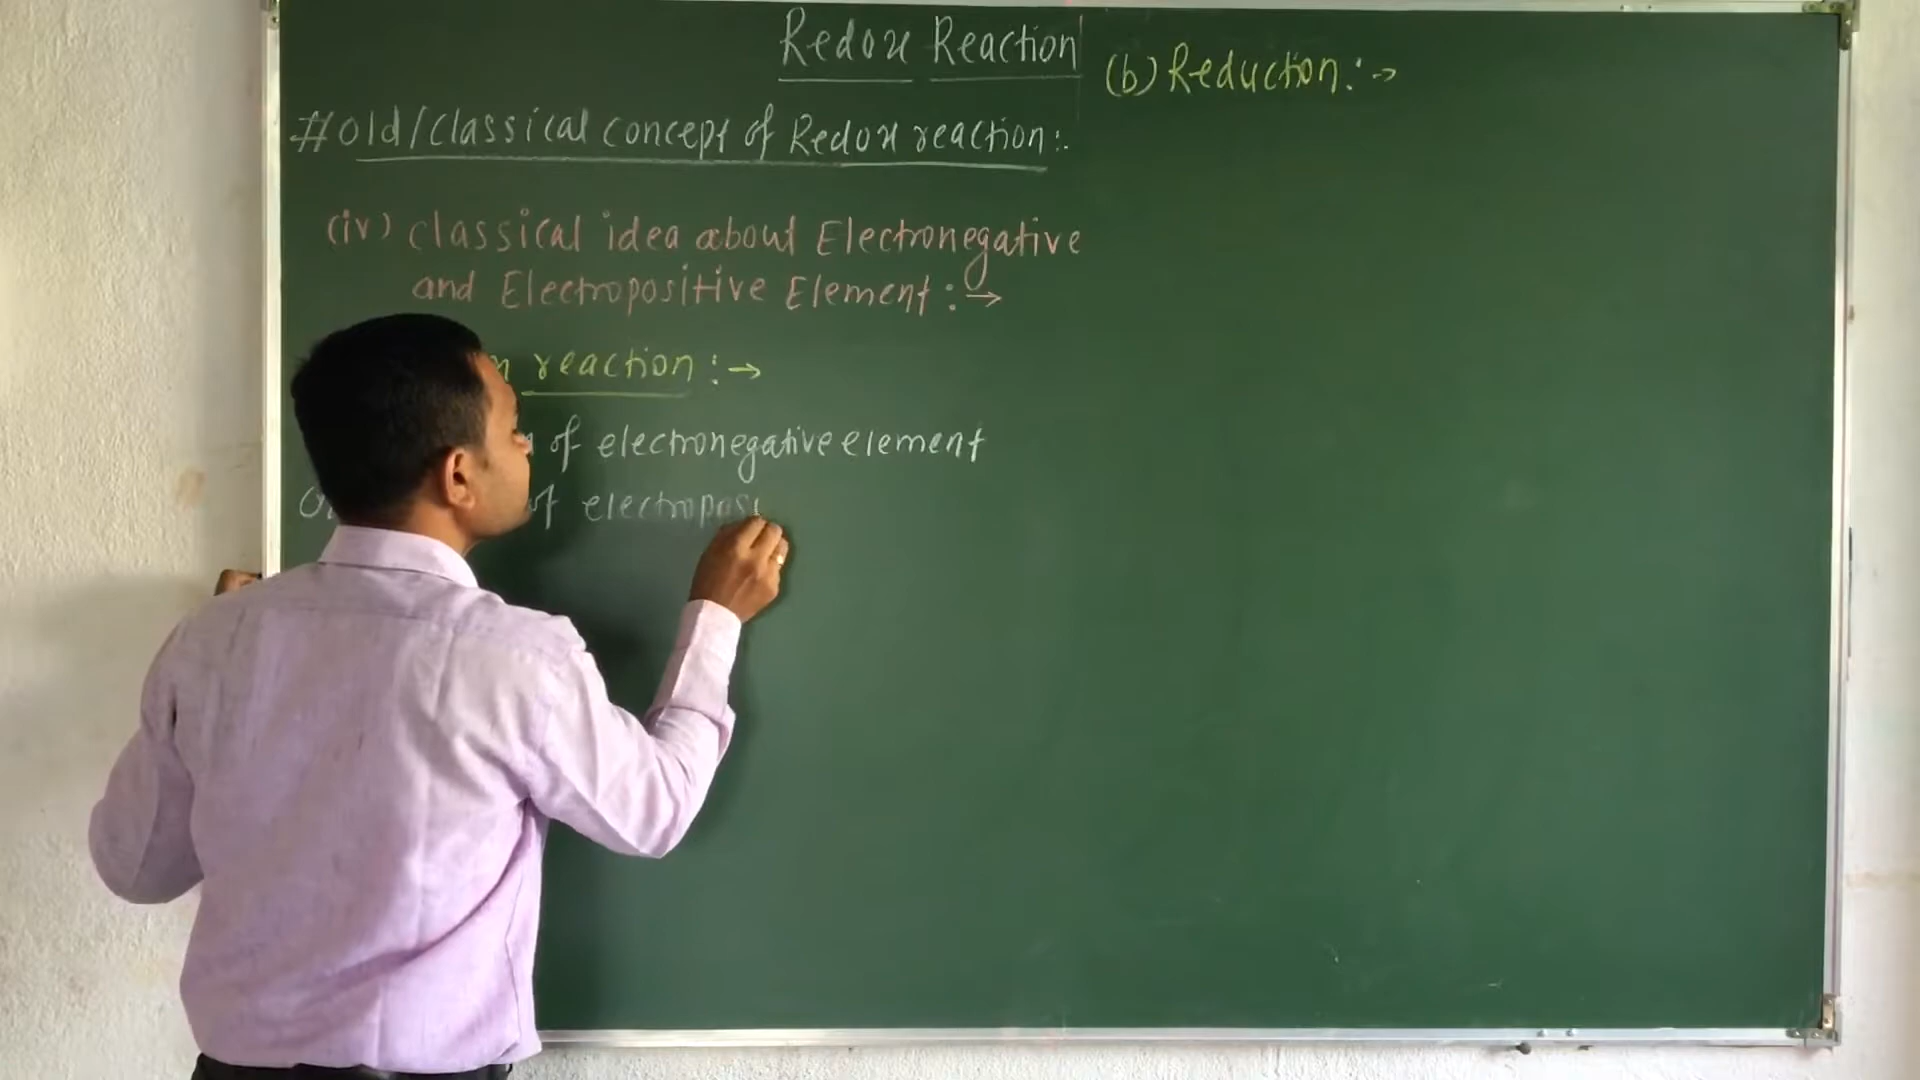 Redox Reaction
(b) Reduction:→
#Old/Classical concept of Redox reaction:.
(iv) Classical idea about Electronegative
and Electropositive Element:→
reaction:→
of electronegative element
of electroposi